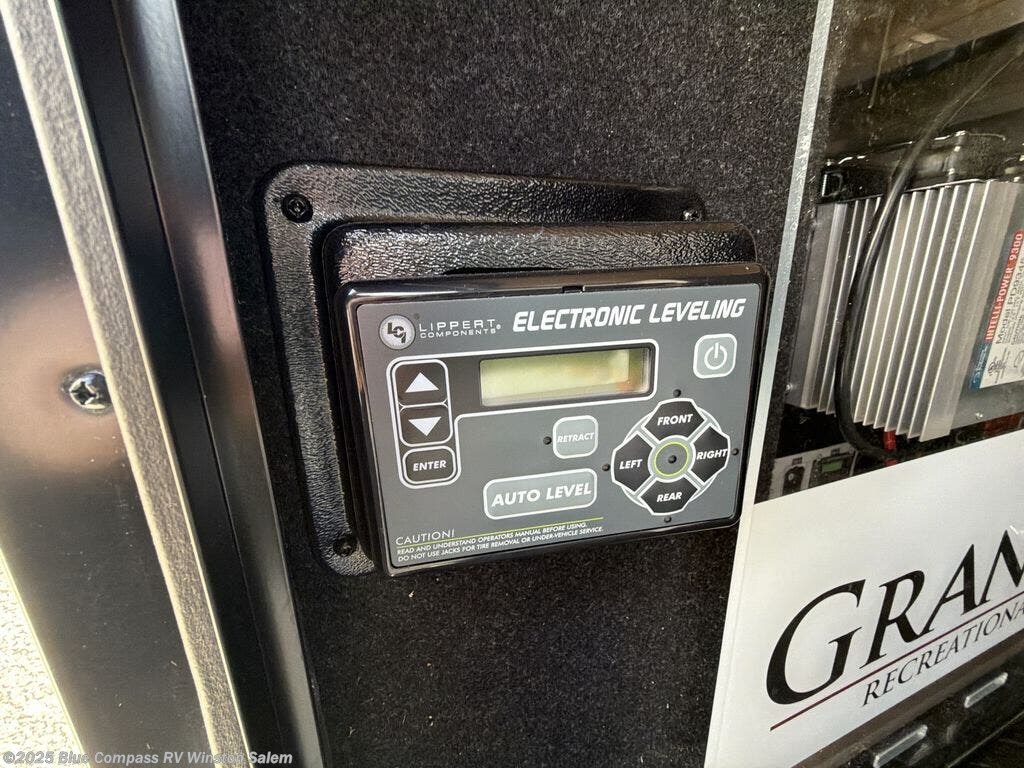 LIPPERT
COMPONENTS®
ELECTRONIC LEVELING
ENTER
RETRACT
AUTO LEVEL
FRONT
LEFT
RIGHT
REAR
CAUTION!
READ AND UNDERSTAND OPERATORS MANUAL BEFORE USING.
DO NOT USE JACKS FOR TIRE REMOVAL OR UNDER-VEHICLE SERVICE.
INTELLI-POWER 9300
GRAN
RECREATIONA
©2025 Blue Compass RV Winston Salem